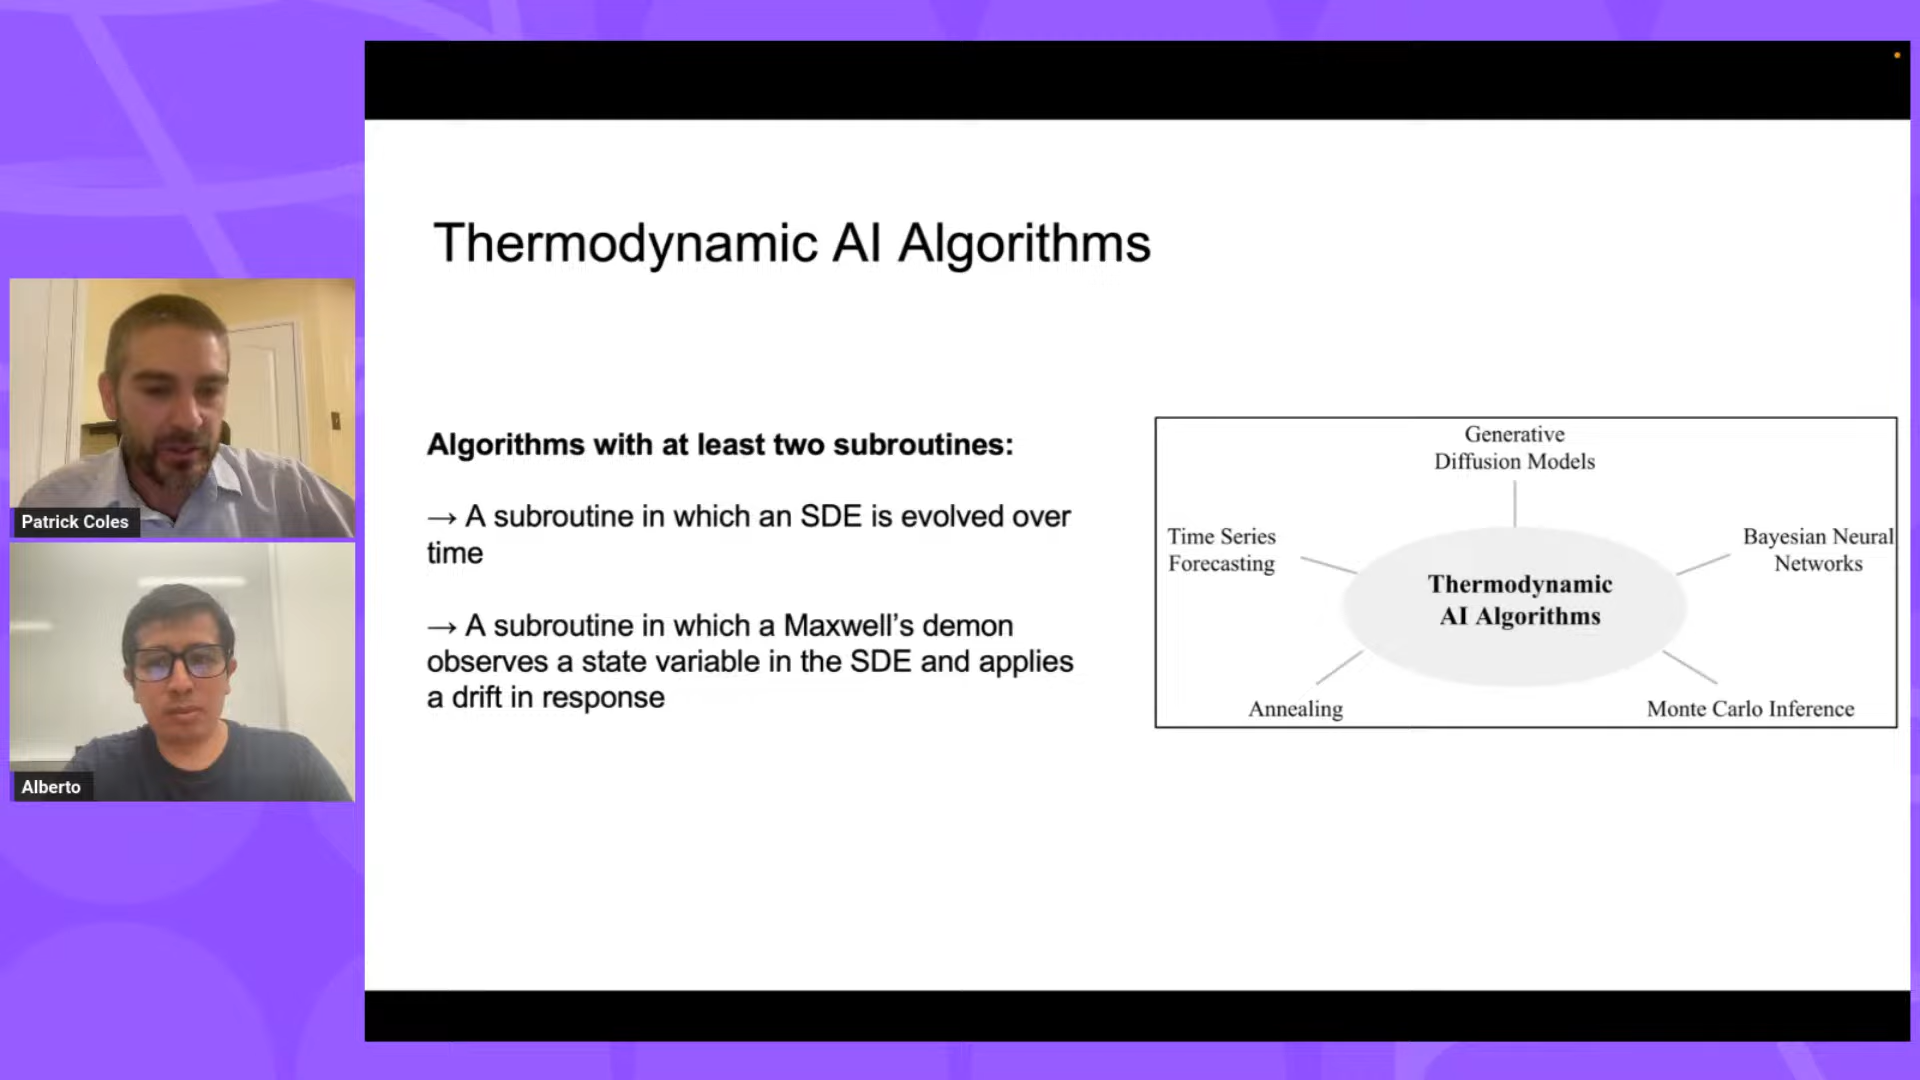 Thermodynamic AI Algorithms
Algorithms with at least two subroutines:
→ A subroutine in which an SDE is evolved over
time
→ A subroutine in which a Maxwell’s demon
observes a state variable in the SDE and applies
a drift in response
Generative
Diffusion Models
Time Series
Forecasting
Bayesian Neural
Networks
Thermodynamic
AI Algorithms
Annealing
Monte Carlo Inference
Patrick Coles
Alberto